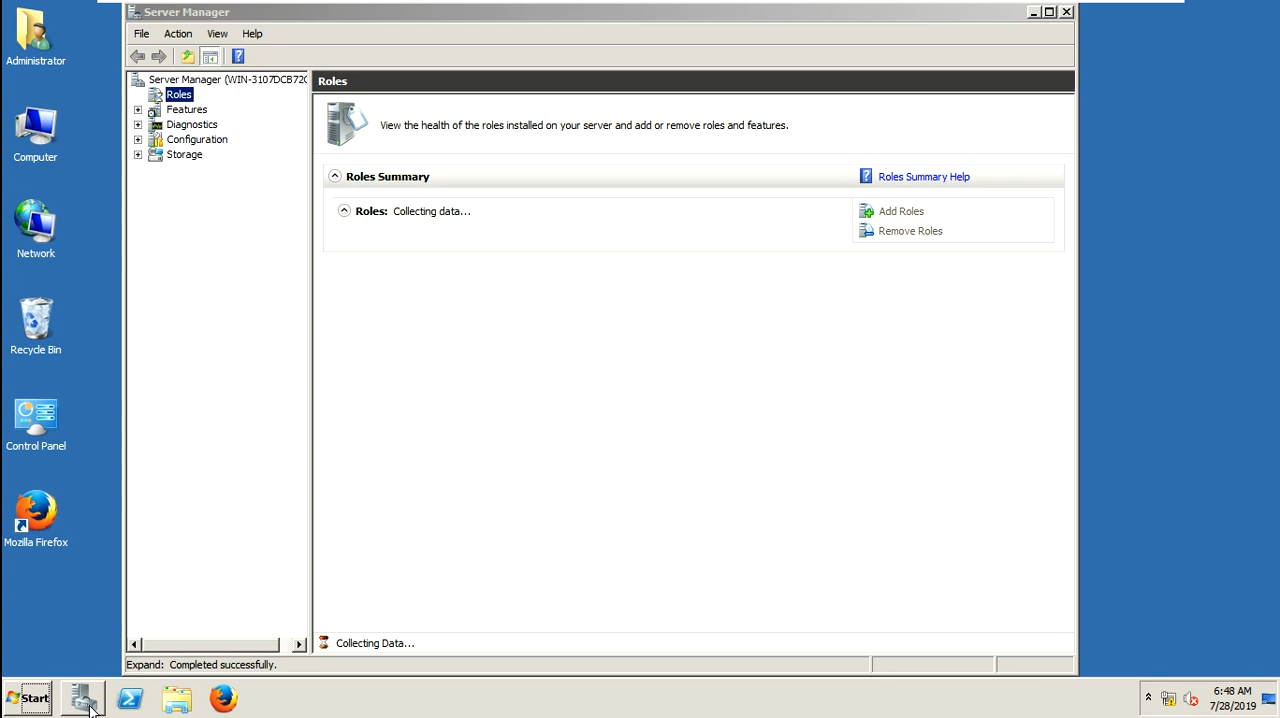 Server Manager
File Action View Help
Server Manager (WIN-3107DCB72
Roles
Features
Diagnostics
Configuration
Storage
Roles
View the health of the roles installed on your server and add or remove roles and features.
Roles Summary
Roles Summary Help
Roles: Collecting data...
Add Roles
Remove Roles
Collecting Data...
Expand: Completed successfully.
Administrator
Computer
Network
Recycle Bin
Control Panel
Mozilla Firefox
Start
6:48 AM
7/28/2019